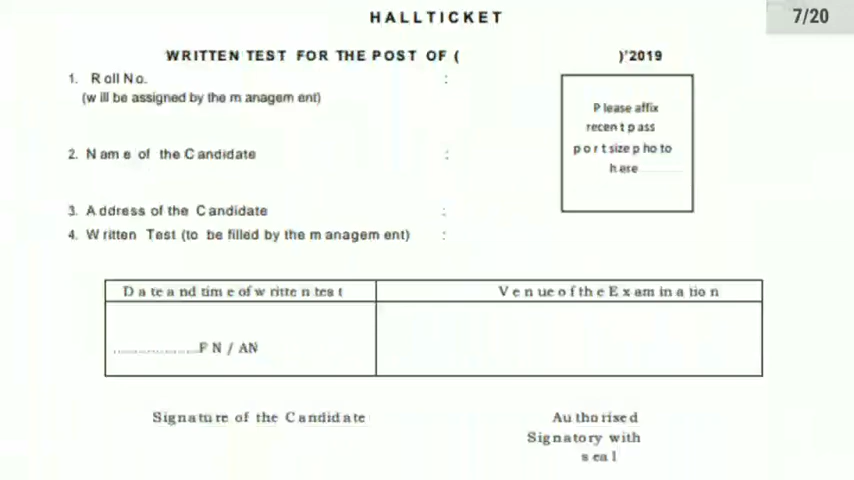 HALLTICKET
7/20
WRITTEN TEST FOR THE POST OF ( )'2019
1. Roll No. :
(will be assigned by the management)
Please affix
recent pass
port size photo
here
2. Name of the Candidate :
3. Address of the Candidate :
4. Written Test (to be filled by the management) :
Date and time of written test
Venue of the Examination
....................FN / AN
Signature of the Candidate
Authorised
Signatory with
seal